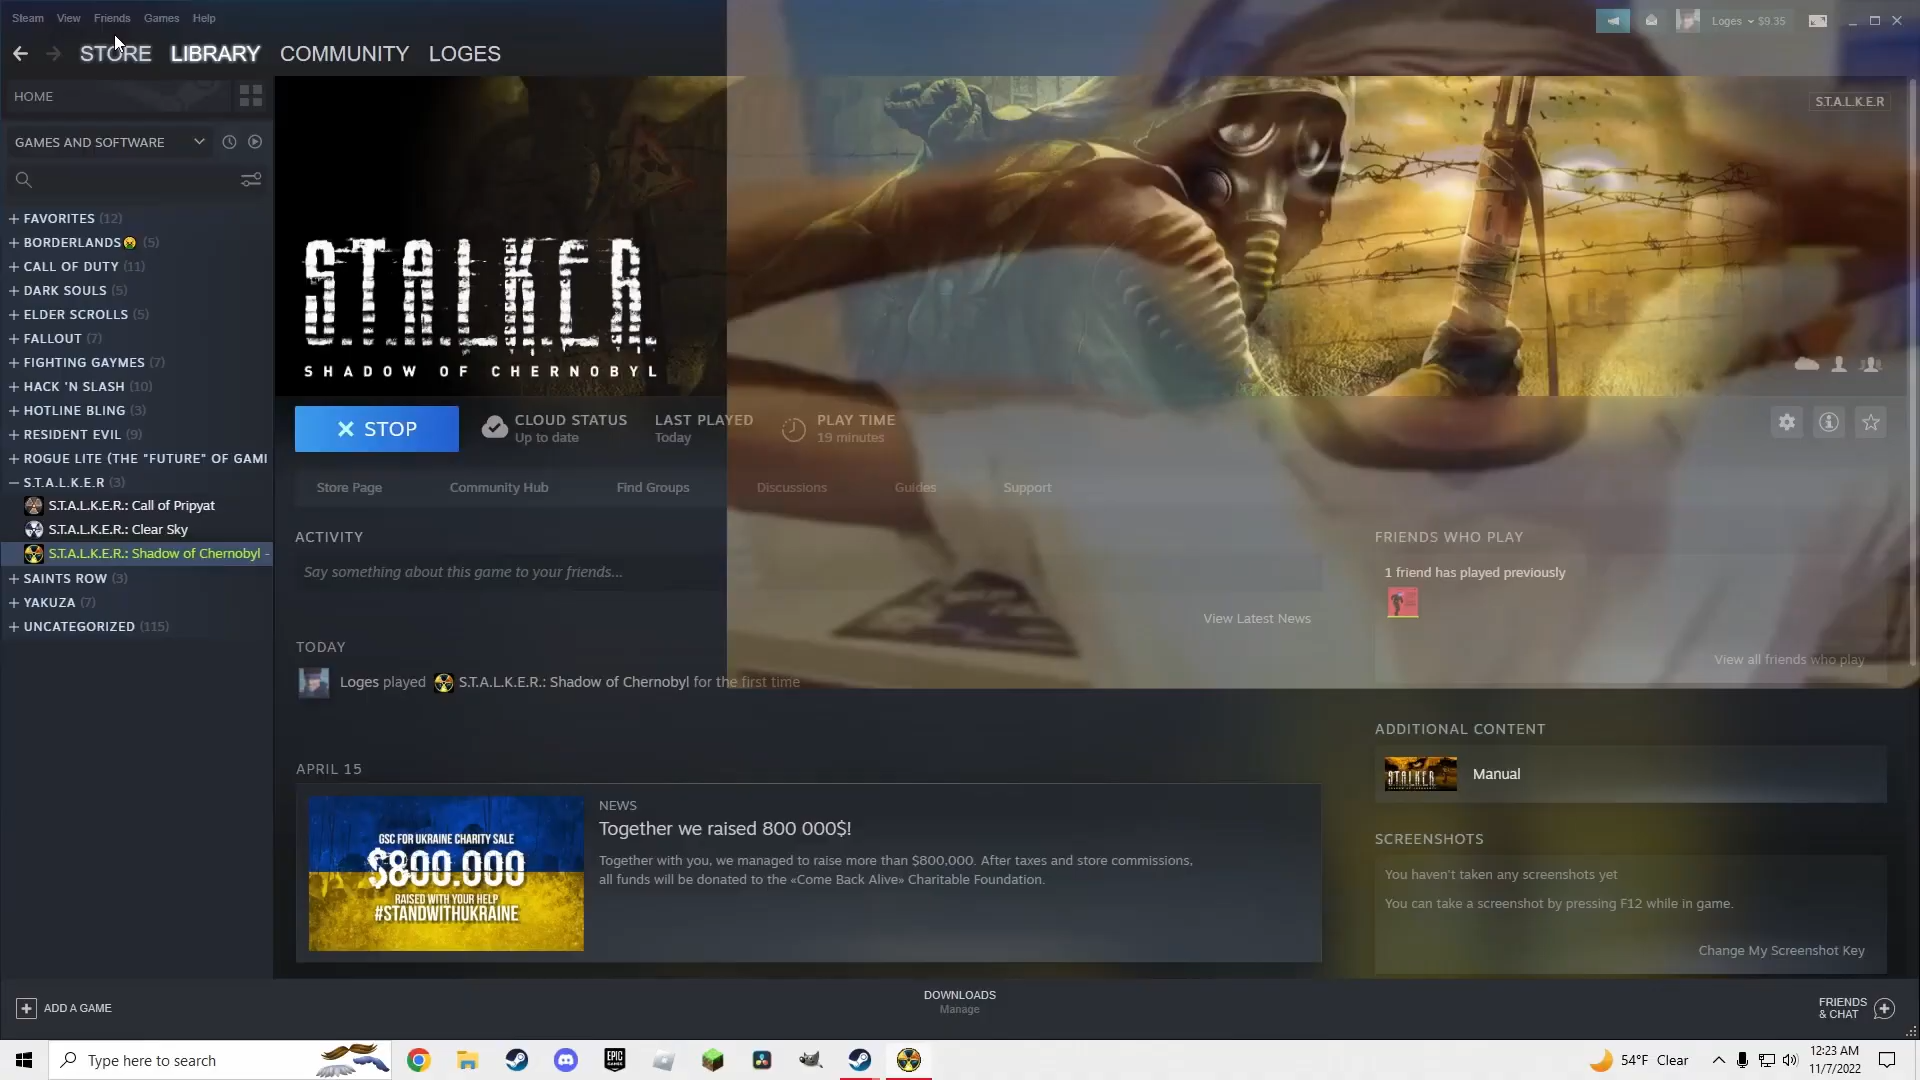 Steam View Friends Games Help
Loges $9.35
STORE LIBRARY COMMUNITY LOGES
HOME
S.T.A.L.K.E.R
GAMES AND SOFTWARE
FAVORITES (12)
BORDERLANDS (5)
CALL OF DUTY (11)
DARK SOULS (5)
ELDER SCROLLS (5)
FALLOUT (7)
FIGHTING GAYMES (7)
HACK 'N SLASH (10)
HOTLINE BLING (3)
RESIDENT EVIL (9)
ROGUE LITE (THE "FUTURE" OF GAMI
S.T.A.L.K.E.R (3)
S.T.A.L.K.E.R.: Call of Pripyat
S.T.A.L.K.E.R.: Clear Sky
S.T.A.L.K.E.R.: Shadow of Chernobyl -
SAINTS ROW (3)
YAKUZA (7)
UNCATEGORIZED (115)
S.T.A.L.K.E.R.
SHADOW OF CHERNOBYL
STOP
CLOUD STATUS
Up to date
LAST PLAYED
Today
PLAY TIME
19 minutes
Store Page Community Hub Find Groups Discussions Guides Support
ACTIVITY
Say something about this game to your friends...
View Latest News
TODAY
Loges played S.T.A.L.K.E.R.: Shadow of Chernobyl for the first time
APRIL 15
GSC FOR UKRAINE CHARITY SALE
$800.000
RAISED WITH YOUR HELP
#STANDWITHUKRAINE
NEWS
Together we raised 800 000$!
Together with you, we managed to raise more than $800,000. After taxes and store commissions,
all funds will be donated to the «Come Back Alive» Charitable Foundation.
FRIENDS WHO PLAY
1 friend has played previously
View all friends who play
ADDITIONAL CONTENT
S.T.A.L.K.E.R.
Manual
SCREENSHOTS
You haven't taken any screenshots yet
You can take a screenshot by pressing F12 while in game.
Change My Screenshot Key
ADD A GAME
DOWNLOADS
Manage
FRIENDS
& CHAT
Type here to search
EPIC
GAMES
54°F Clear
12:23 AM
11/7/2022